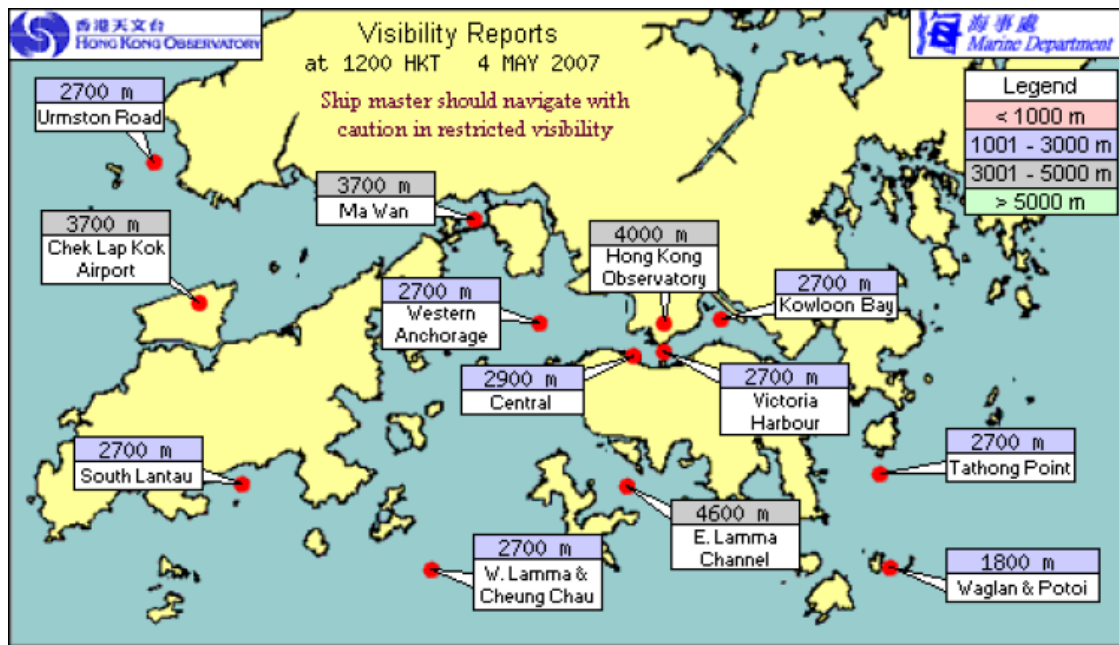 香港天文台
HONG KONG OBSERVATORY
Visibility Reports
at 1200 HKT 4 MAY 2007
Ship master should navigate with
caution in restricted visibility
海事處
Marine Department
Legend
< 1000 m
1001 - 3000 m
3001 - 5000 m
> 5000 m
2700 m
Urmston Road
3700 m
Ma Wan
3700 m
Chek Lap Kok
Airport
4000 m
Hong Kong
Observatory
2700 m
Western
Anchorage
2700 m
Kowloon Bay
2900 m
Central
2700 m
Victoria
Harbour
2700 m
South Lantau
2700 m
Tathong Point
4600 m
E. Lamma
Channel
2700 m
W. Lamma &
Cheung Chau
1800 m
Waglan & Potoi